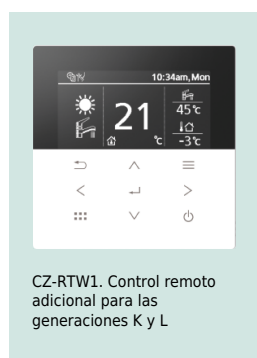 10:34am, Mon
45°c
21
°c
-3°c
CZ-RTW1. Control remoto
adicional para las
generaciones K y L